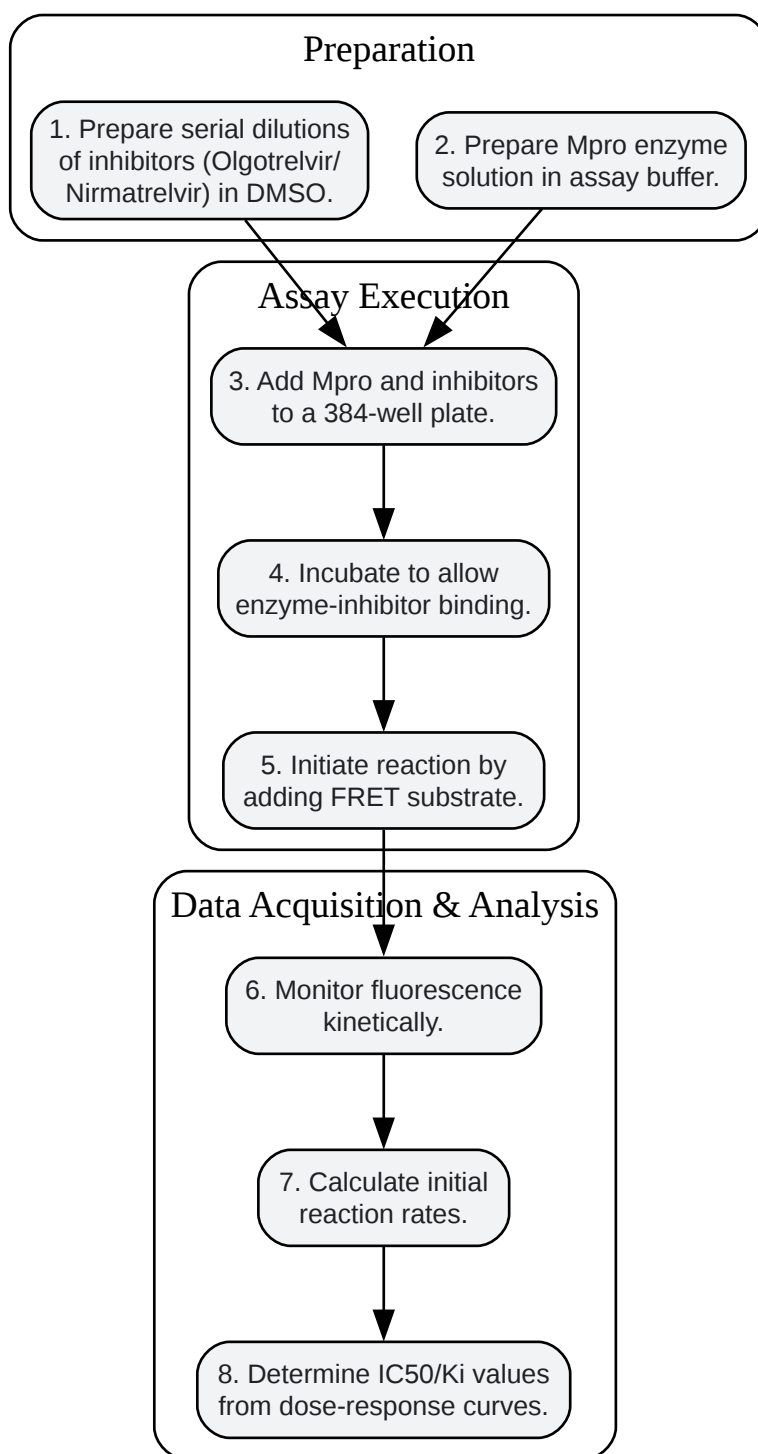 Preparation
1. Prepare serial dilutions
of inhibitors (Olgotrelvir/
Nirmatrelvir) in DMSO.
2. Prepare Mpro enzyme
solution in assay buffer.
Assay Execution
3. Add Mpro and inhibitors
to a 384-well plate.
4. Incubate to allow
enzyme-inhibitor binding.
5. Initiate reaction by
adding FRET substrate.
Data Acquisition & Analysis
6. Monitor fluorescence
kinetically.
7. Calculate initial
reaction rates.
8. Determine IC50/Ki values
from dose-response curves.